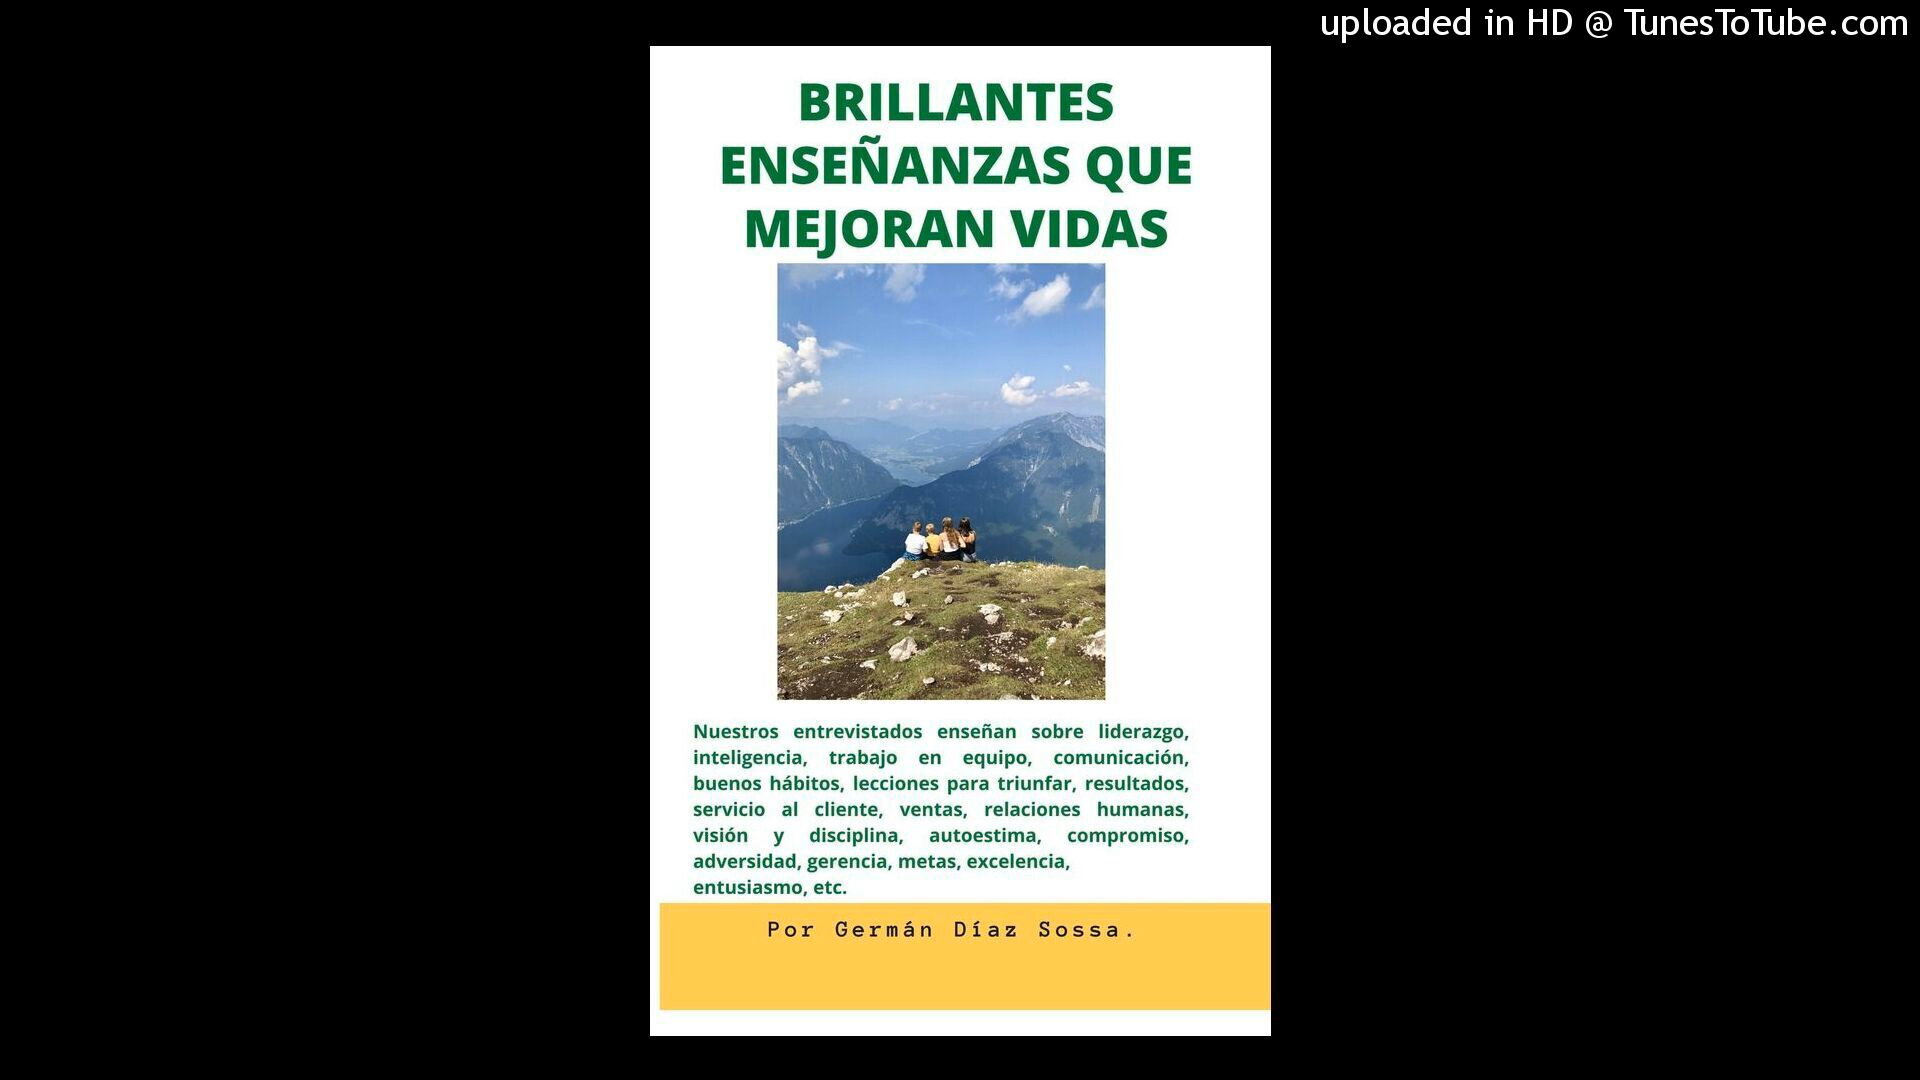 uploaded in HD @ TunesToTube.com
BRILLANTES
ENSEÑANZAS QUE
MEJORAN VIDAS
Nuestros entrevistados enseñan sobre liderazgo,
inteligencia, trabajo en equipo, comunicación,
buenos hábitos, lecciones para triunfar, resultados,
servicio al cliente, ventas, relaciones humanas,
visión y disciplina, autoestima, compromiso,
adversidad, gerencia, metas, excelencia,
entusiasmo, etc.
Por Germán Díaz Sossa.